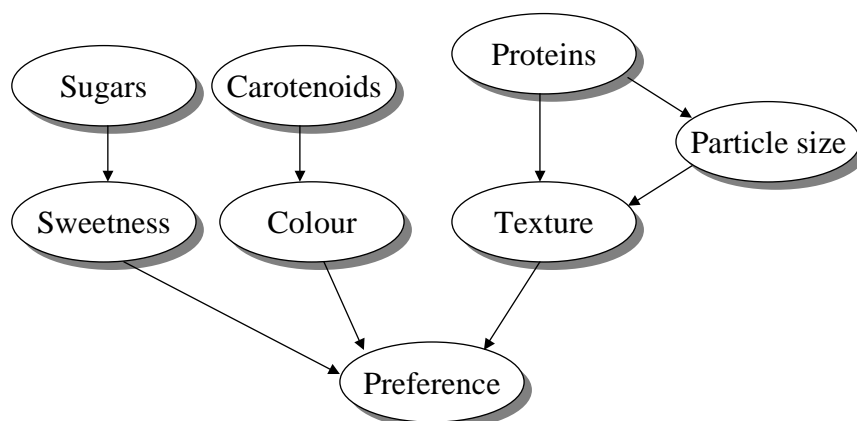 Proteins
Sugars
Carotenoids
Particle size
Sweetness
Colour
Texture
Preference